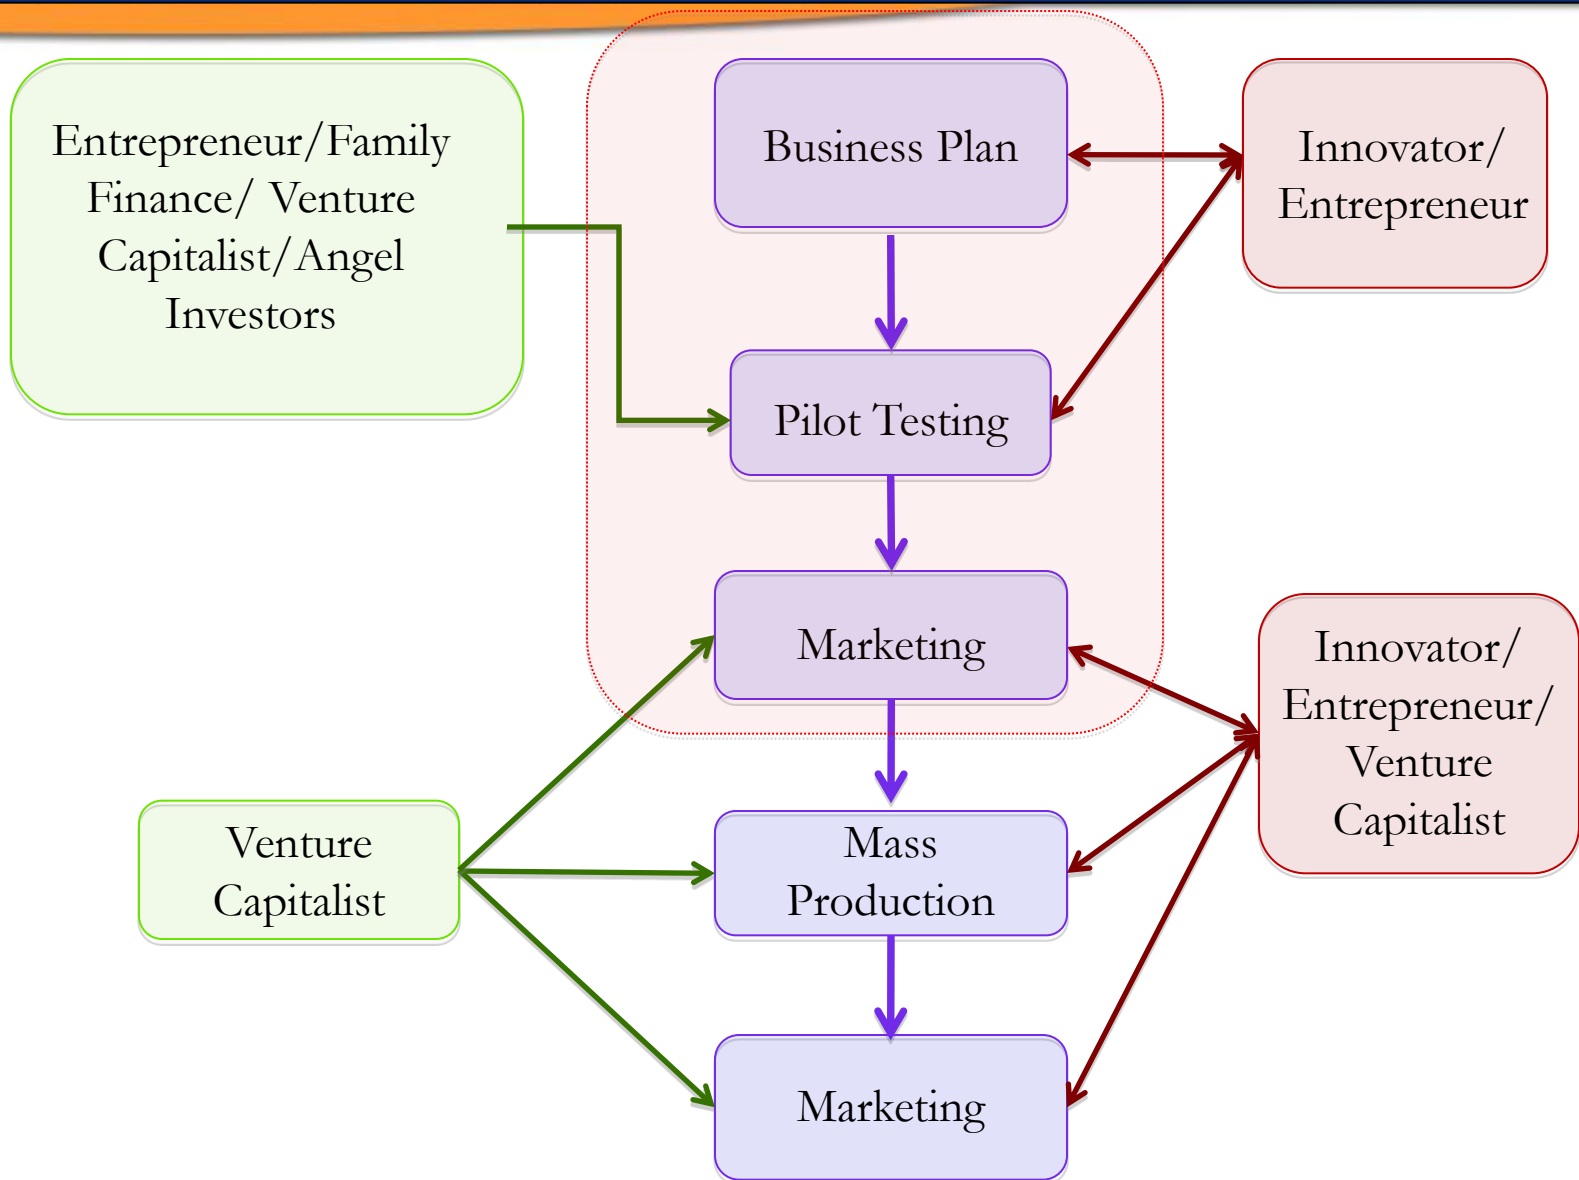 Entrepreneur/Family
Finance/ Venture
Capitalist/Angel
Investors
Business Plan
Innovator/
Entrepreneur
Pilot Testing
Marketing
Innovator/
Entrepreneur/
Venture
Capitalist
Venture
Capitalist
Mass
Production
Marketing